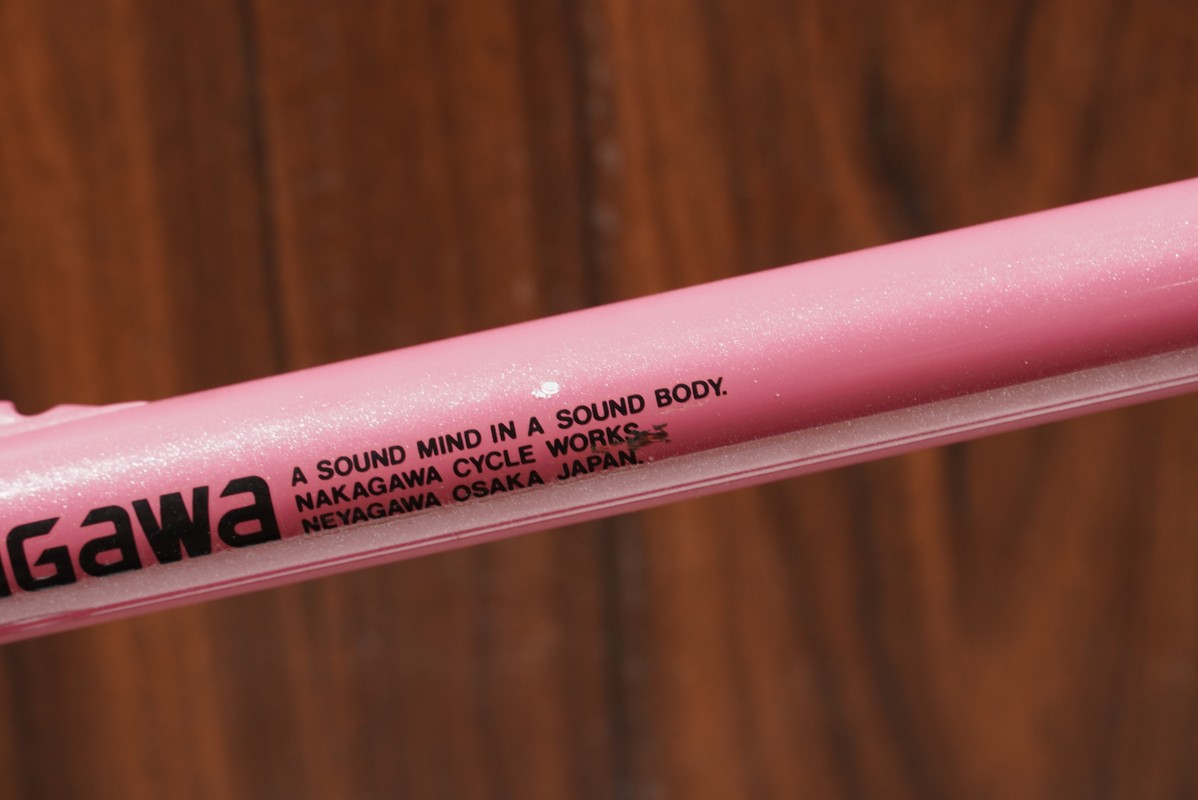 agawa
A SOUND MIND IN A SOUND BODY.
NAKAGAWA CYCLE WORKS.
NEYAGAWA OSAKA JAPAN.